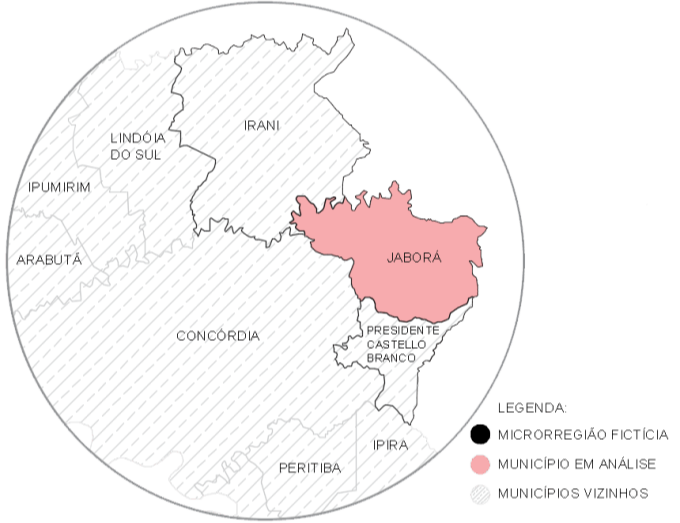 IRANI
LINDÓIA
DO SUL
IPUMIRIM
ARABUTÃ
JABORÁ
CONCÓRDIA
PRESIDENTE
CASTELLO
BRANCO
IPIRA
PERITIBA
LEGENDA:
MICRORREGIÃO FICTÍCIA
MUNICÍPIO EM ANÁLISE
MUNICÍPIOS VIZINHOS